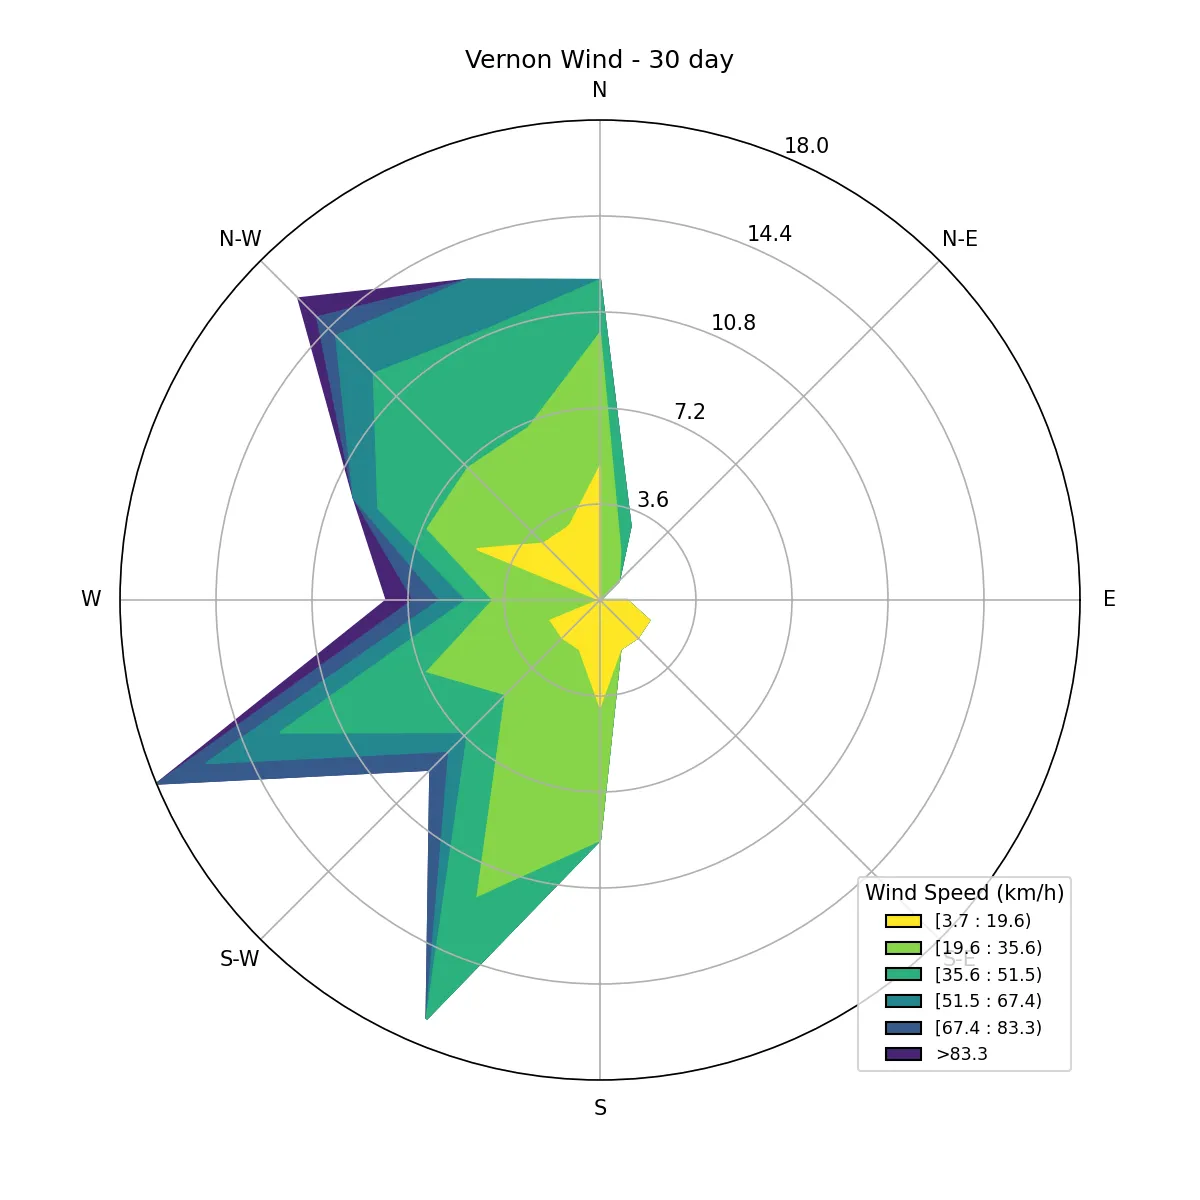 Vernon Wind - 30 day
N
18.0
14.4
N-W
N-E
10.8
7.2
3.6
W
E
Wind Speed (km/h)
[3.7 : 19.6)
[19.6 : 35.6)
S-W
S-E
[35.6 : 51.5)
[51.5 : 67.4)
[67.4 : 83.3)
>83.3
S